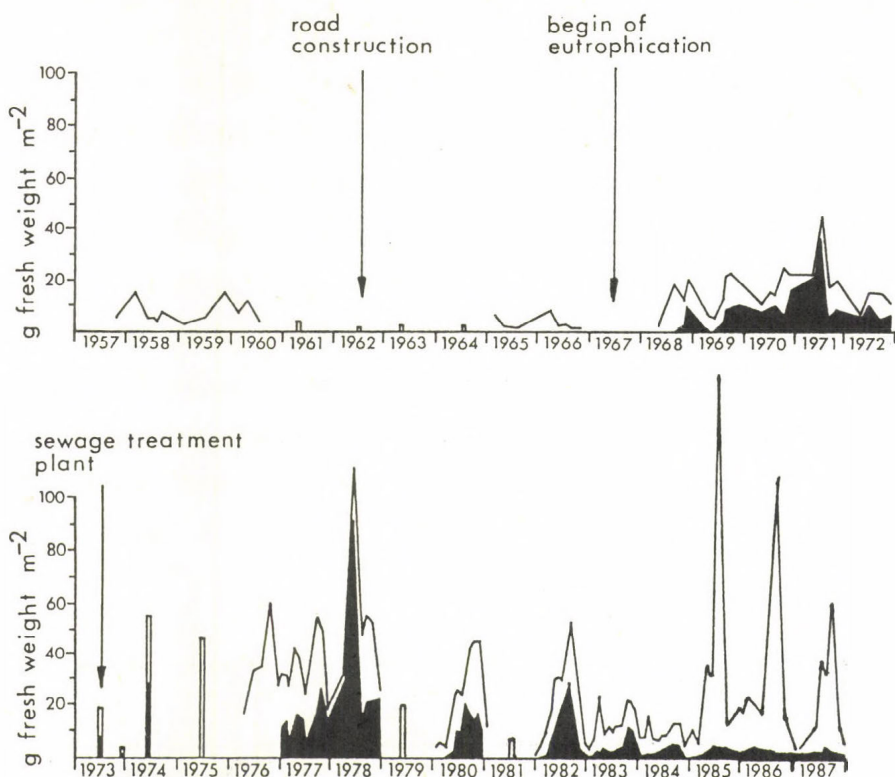 road
construction
begin of
eutrophication
g fresh weight m⁻²
100
80
60
40
20
1957 1958 1959 1960 1961 1962 1963 1964 1965 1966 1967 1968 1969 1970 1971 1972
sewage treatment
plant
g fresh weight m⁻²
100
80
60
40
20
1973 1974 1975 1976 1977 1978 1979 1980 1981 1982 1983 1984 1985 1986 1987